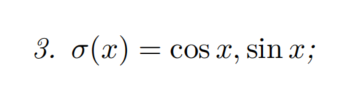 3. σ(x) = cos x, sin x;